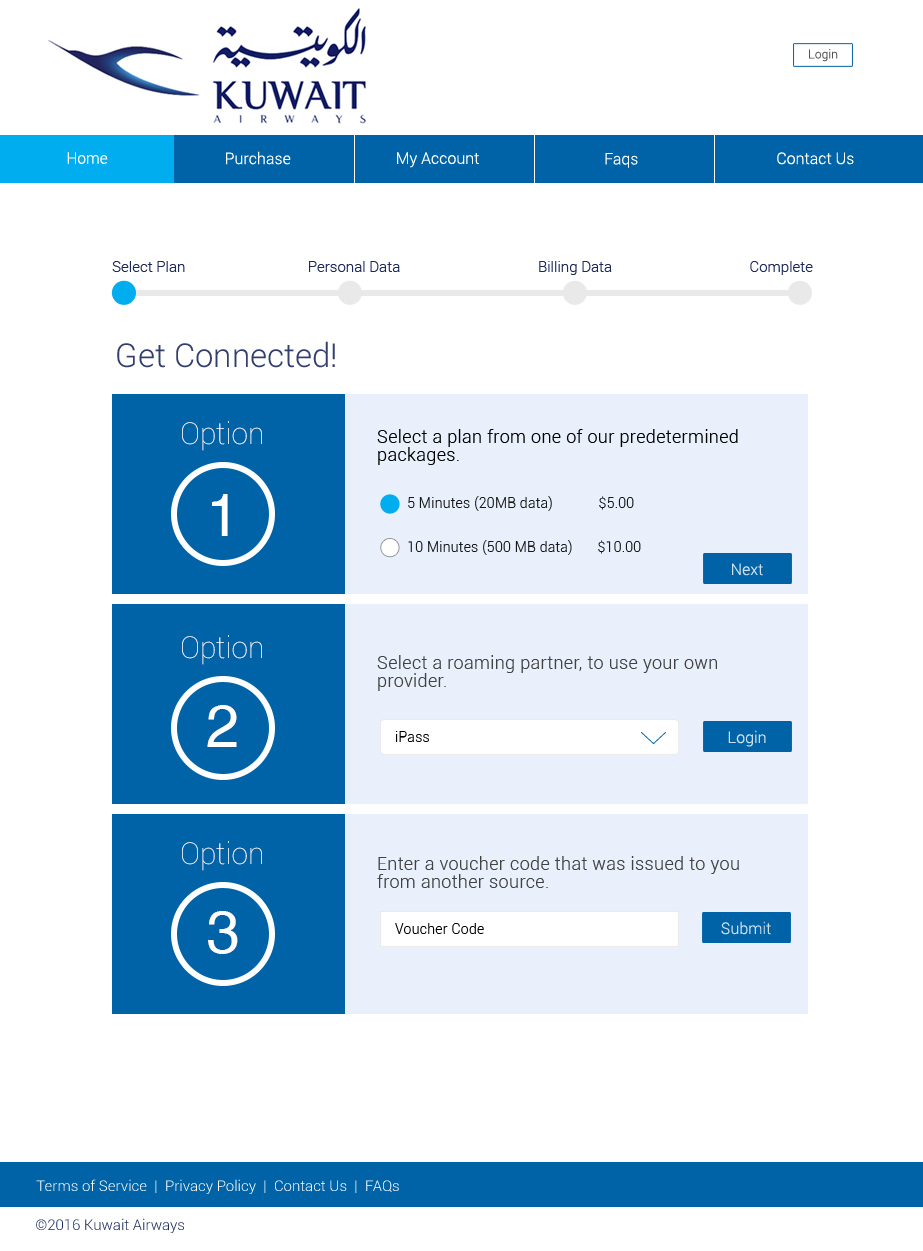 الكويتية
KUWAIT
AIRWAYS
Login
Home
Purchase
My Account
Faqs
Contact Us
Select Plan
Personal Data
Billing Data
Complete
Get Connected!
Option
1
Select a plan from one of our predetermined
packages.
5 Minutes (20MB data) $5.00
10 Minutes (500 MB data) $10.00
Next
Option
2
Select a roaming partner, to use your own
provider.
iPass
Login
Option
3
Enter a voucher code that was issued to you
from another source.
Voucher Code
Submit
Terms of Service | Privacy Policy | Contact Us | FAQs
©2016 Kuwait Airways